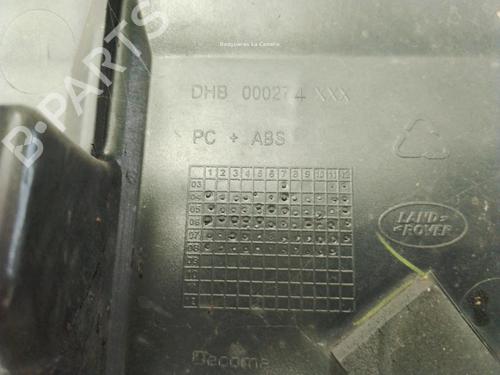 Desguaces La Cabaña
DHB 000274 XXX
PC + ABS
1 2 3 4 5 6 7 8 9 10 11 12
03
04
05
06
07
08
LAND-
ROVER
Decoma
B-PARTS